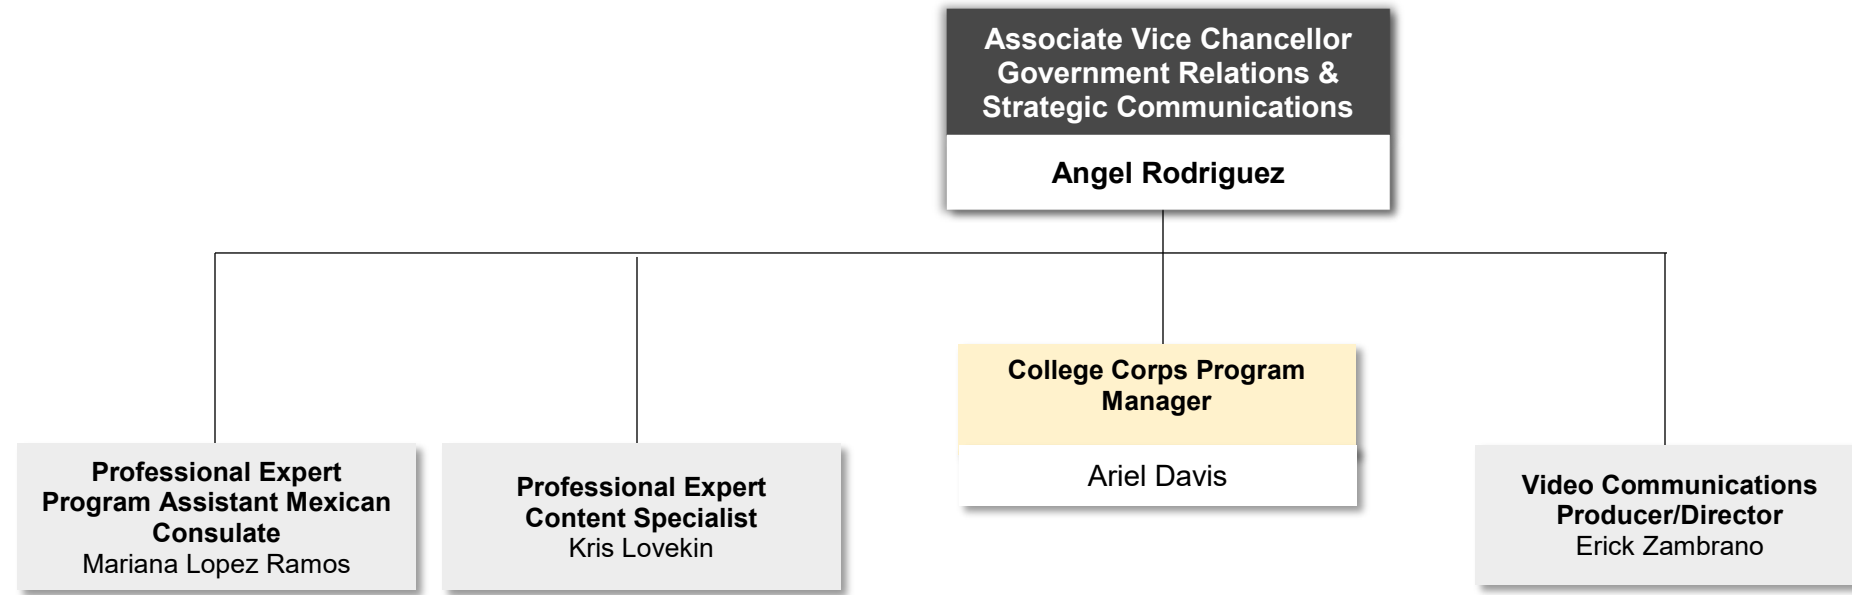 Associate Vice Chancellor
Government Relations &
Strategic Communications
Angel Rodriguez
College Corps Program
Manager
Ariel Davis
Professional Expert
Program Assistant Mexican
Consulate
Mariana Lopez Ramos
Professional Expert
Content Specialist
Kris Lovekin
Video Communications
Producer/Director
Erick Zambrano